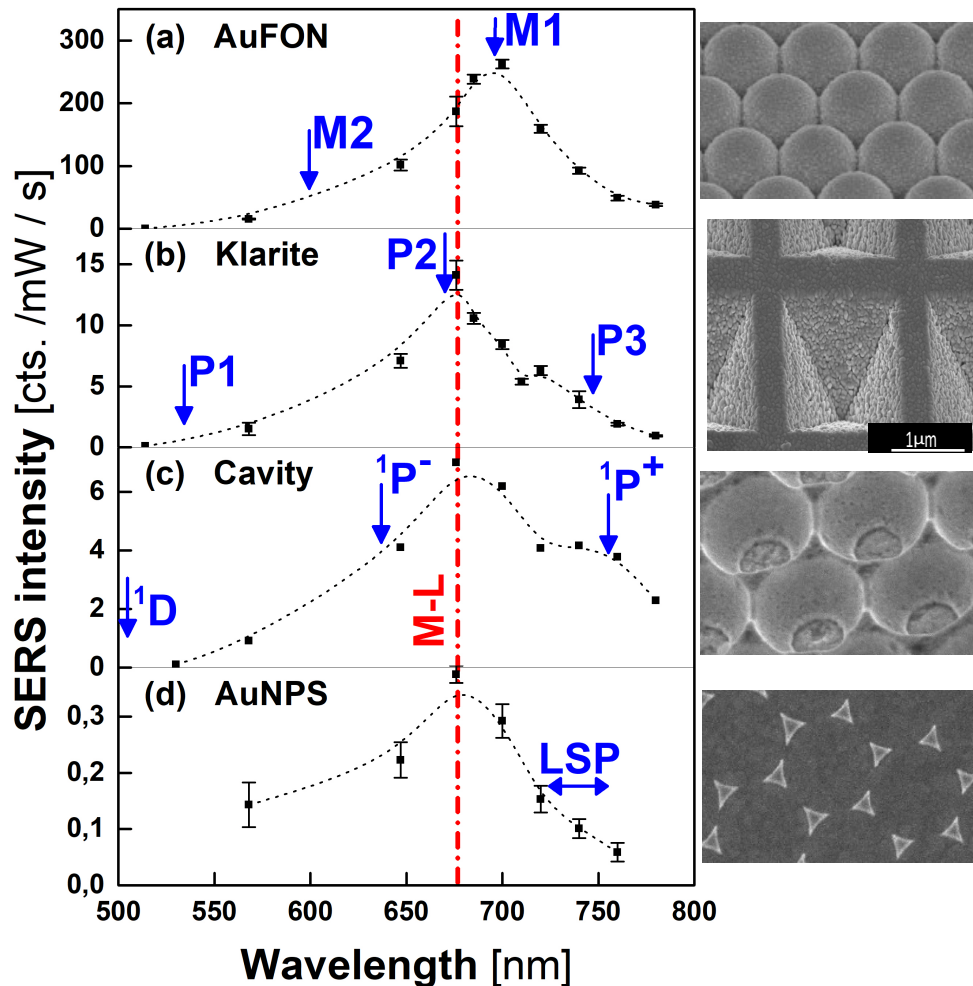 (a) AuFON
M1
M2
300
200
100
0
(b) Klarite
P2
P1
P3
15
10
5
0
(c) Cavity
¹P⁻
¹P⁺
¹D
6
4
2
0
M-L
(d) AuNPS
LSP
0,3
0,2
0,1
0,0
500 550 600 650 700 750 800
Wavelength [nm]
SERS intensity [cts. /mW / s]
1µm